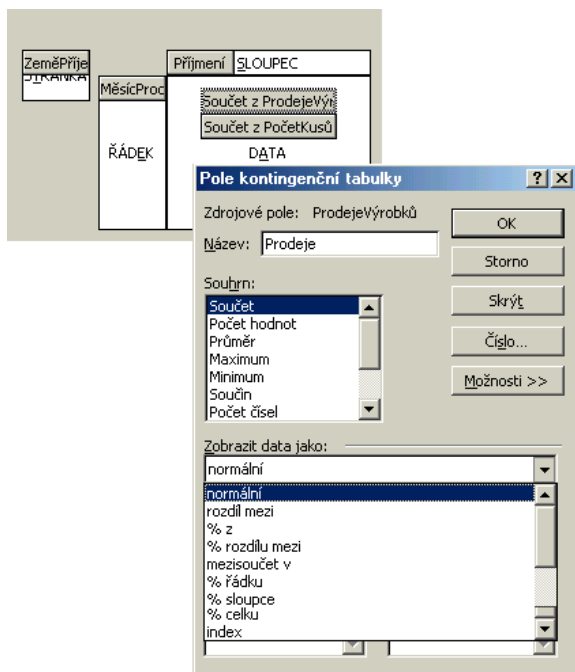 ZeměPříje
STRÁNKA
Příjmení SLOUPEC
MěsícProc
Součet z ProdejeVýr
Součet z PočetKusů
ŘÁDEK
DATA
Pole kontingenční tabulky
Zdrojové pole: ProdejeVýrobků
OK
Název: Prodeje
Storno
Souhrn:
Skrýt
Součet
Počet hodnot
Průměr
Maximum
Minimum
Součin
Počet čísel
Číslo...
Možnosti >>
Zobrazit data jako:
normální
normální
rozdíl mezi
% z
% rozdílu mezi
mezisoučet v
% řádku
% sloupce
% celku
index